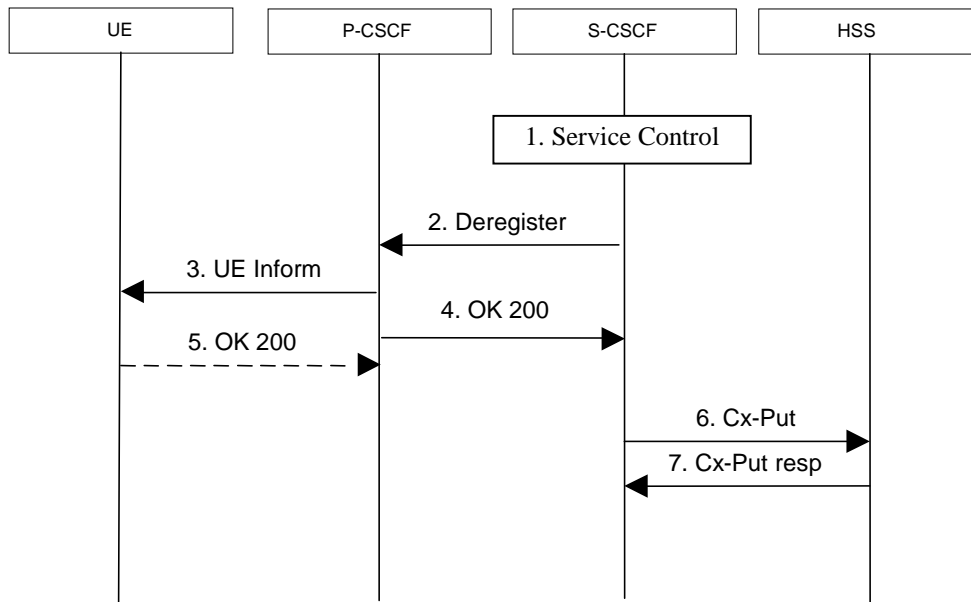 UE
P-CSCF
S-CSCF
HSS
1. Service Control
2. Deregister
3. UE Inform
4. OK 200
5. OK 200
6. Cx-Put
7. Cx-Put resp